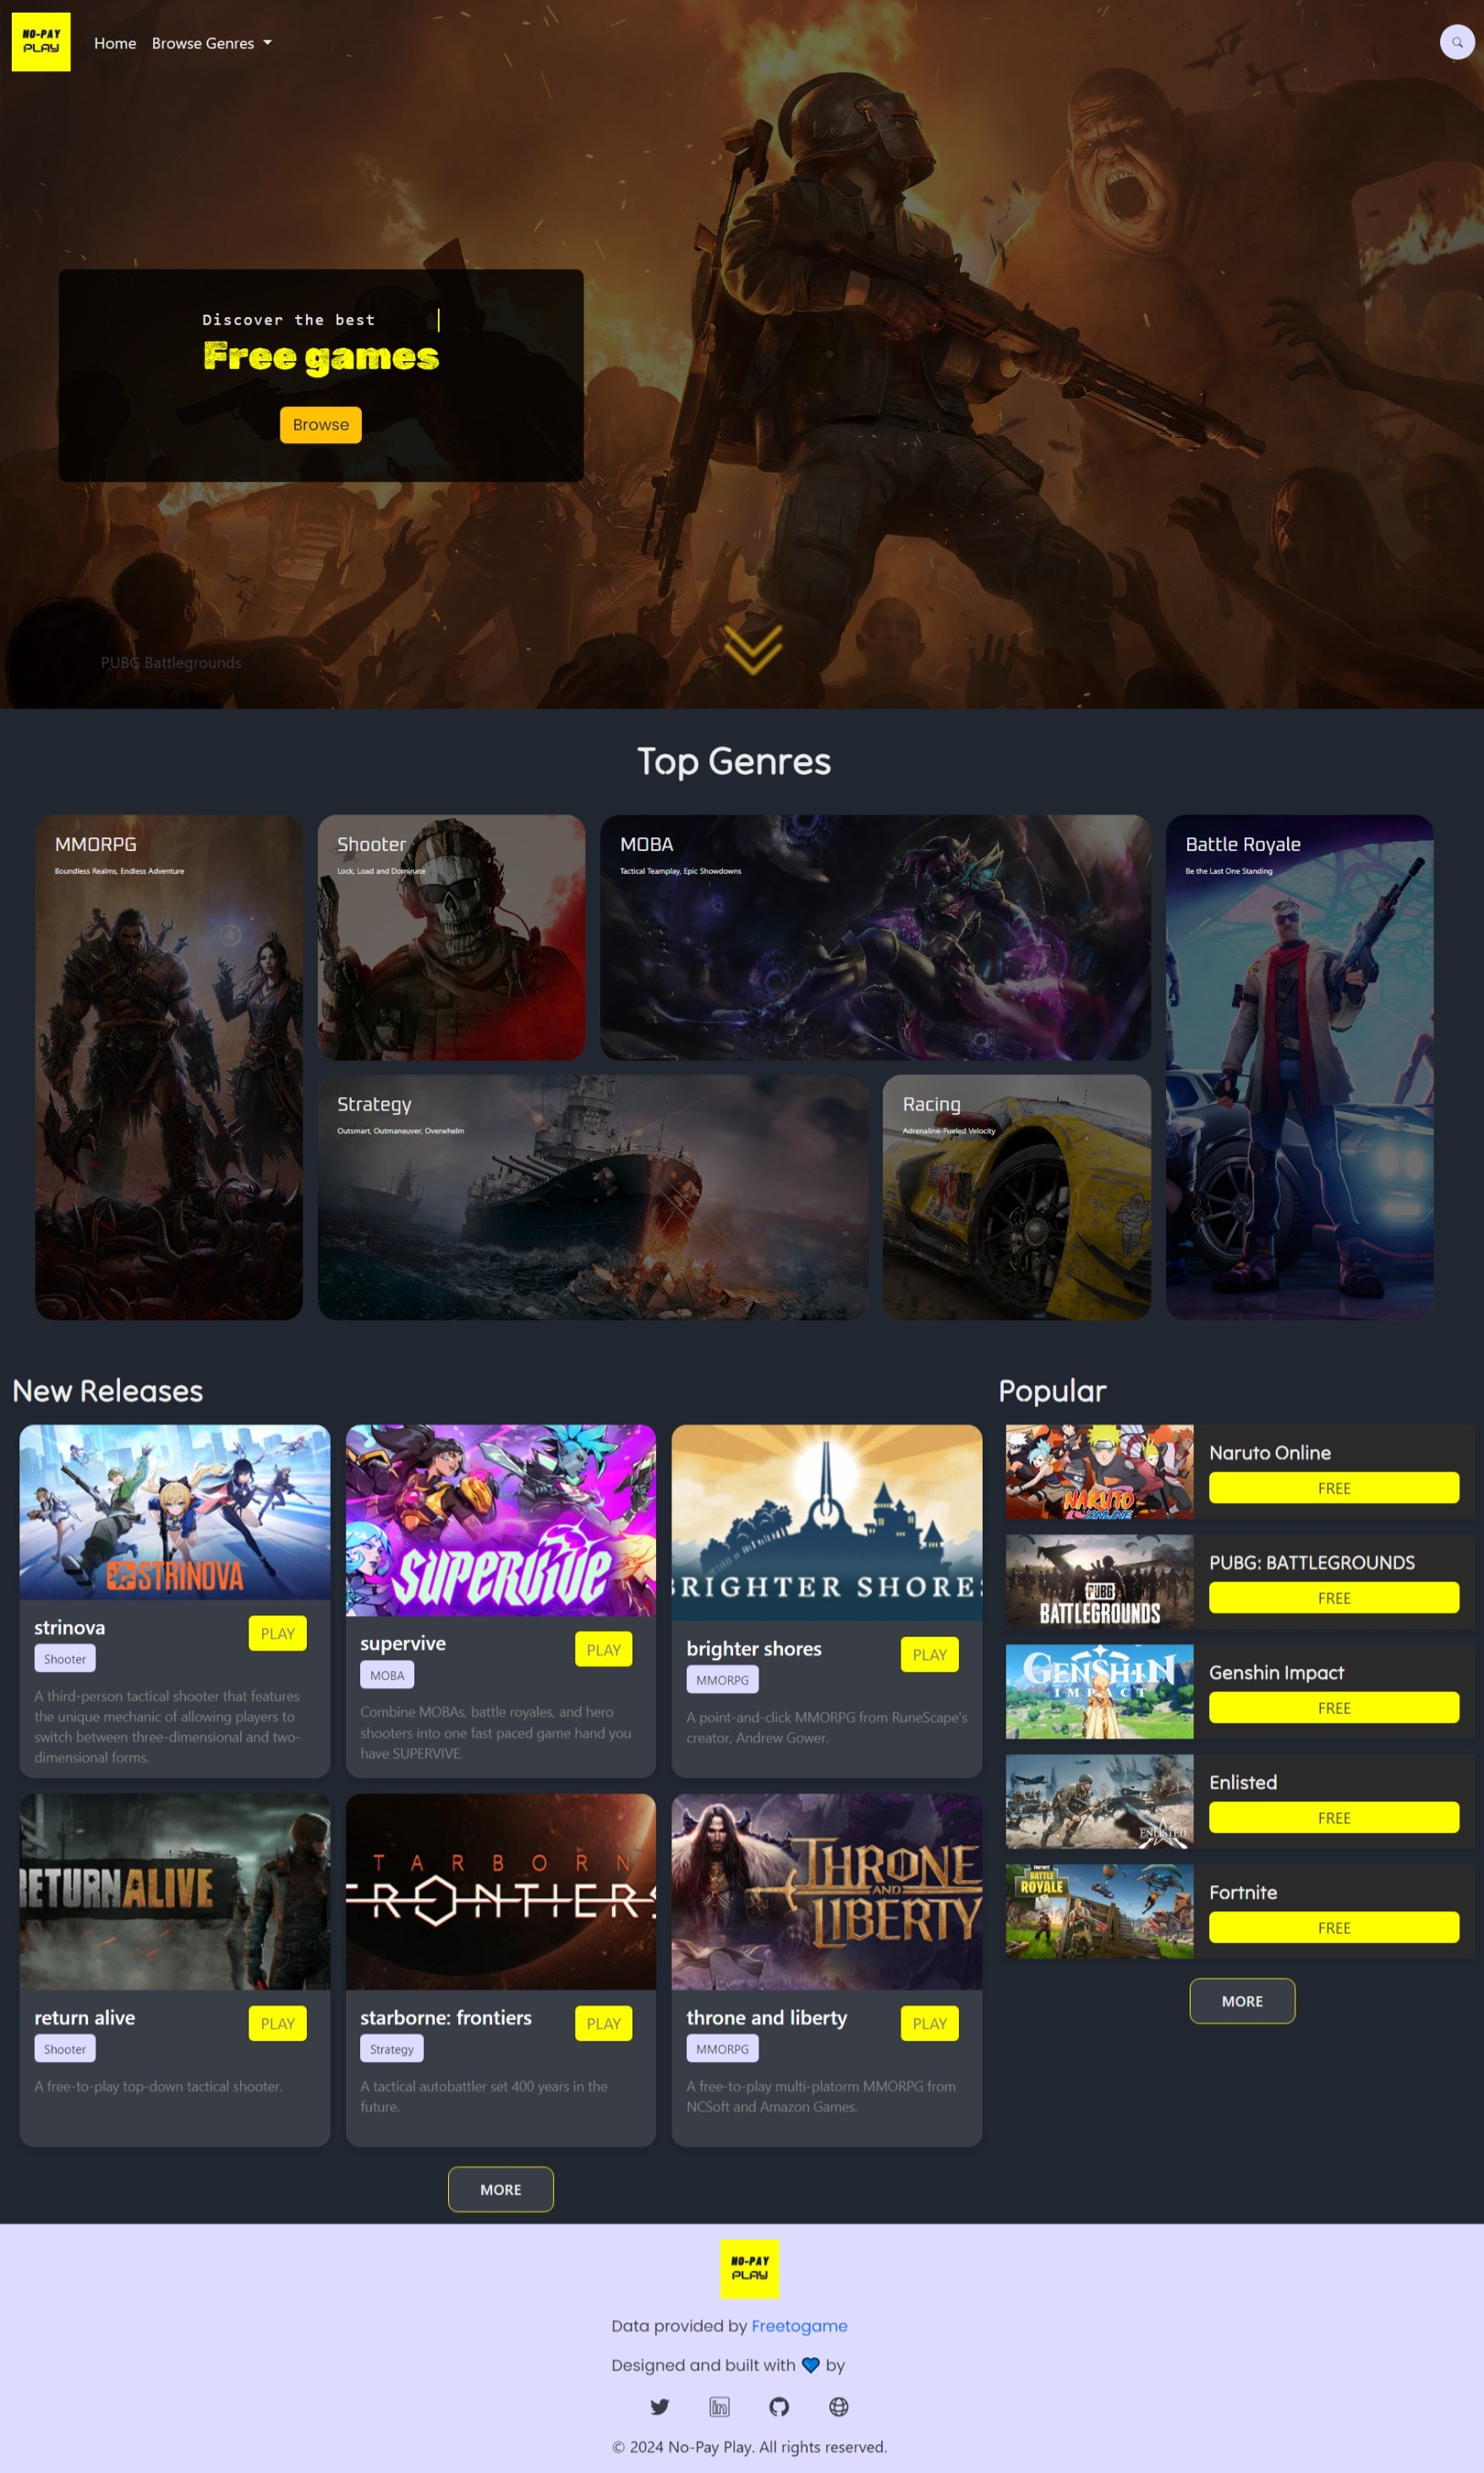 NO-PAY
PLAY
Home
Browse Genres
Discover the best
Free games
Browse
PUBG Battlegrounds
Top Genres
MMORPG
Boundless Realms, Endless Adventure
Shooter
Lock, Load and Dominate
MOBA
Tactical Teamplay, Epic Showdowns
Battle Royale
Be the Last One Standing
Strategy
Outsmart, Outmaneuver, Overwhelm
Racing
Adrenaline-Fueled Velocity
New Releases
STRINOVA
strinova
PLAY
Shooter
A third-person tactical shooter that features
the unique mechanic of allowing players to
switch between three-dimensional and two-
dimensional forms.
SUPERVIVE
supervive
PLAY
MOBA
Combine MOBAs, battle royales, and hero
shooters into one fast paced game hand you
have SUPERVIVE.
BRIGHTER SHORES
brighter shores
PLAY
MMORPG
A point-and-click MMORPG from RuneScape's
creator, Andrew Gower.
RETURN ALIVE
return alive
PLAY
Shooter
A free-to-play top-down tactical shooter.
TARBORN
FRONTIERS
starborne: frontiers
PLAY
Strategy
A tactical autobattler set 400 years in the
future.
THRONE
AND
LIBERTY
throne and liberty
PLAY
MMORPG
A free-to-play multi-platorm MMORPG from
NCSoft and Amazon Games.
MORE
Popular
NARUTO
ONLINE
Naruto Online
FREE
PUBG
BATTLEGROUNDS
PUBG: BATTLEGROUNDS
FREE
GENSHIN
IMPACT
Genshin Impact
FREE
ENLISTED
Enlisted
FREE
FORTNITE
BATTLE
ROYALE
Fortnite
FREE
MORE
NO-PAY
PLAY
Data provided by Freetogame
Designed and built with 💙 by
© 2024 No-Pay Play. All rights reserved.